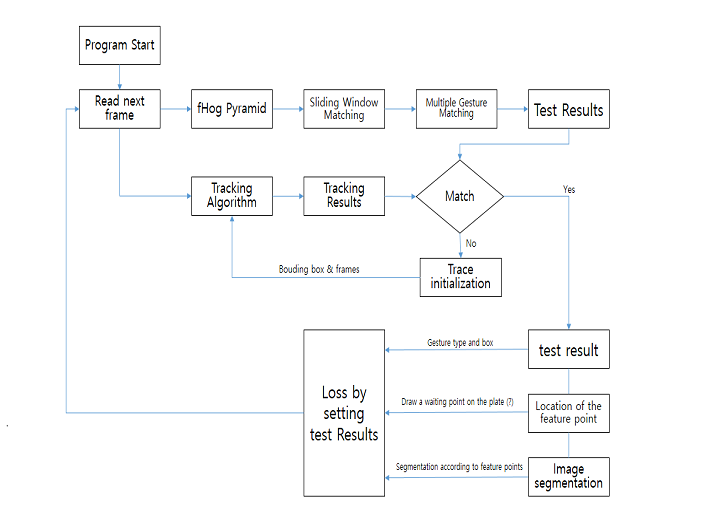 Program Start
Read next
frame
fHog Pyramid
Sliding Window
Matching
Multiple Gesture
Matching
Test Results
Tracking
Algorithm
Tracking
Results
Match
Yes
No
Bouding box & frames
Trace
initialization
Loss by
setting
test Results
Gesture type and box
test result
Draw a waiting point on the plate (?)
Location of the
feature point
Segmentation according to feature points
Image
segmentation